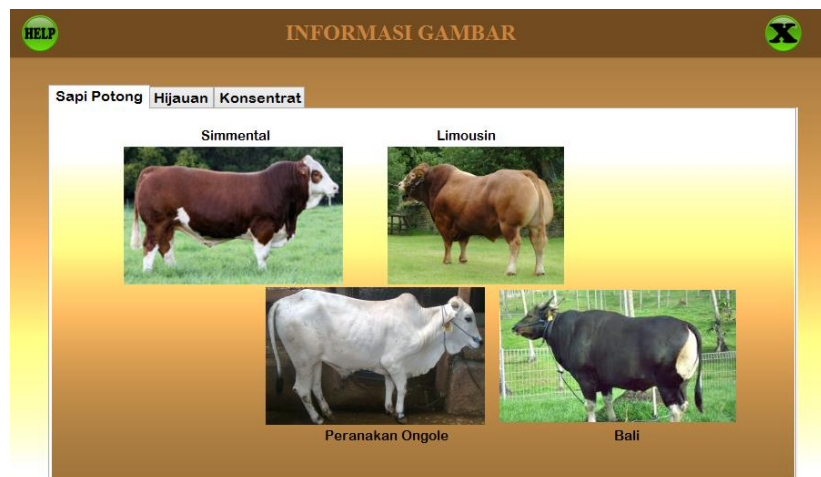 HELP
INFORMASI GAMBAR
X
Sapi Potong
Hijauan
Konsentrat
Simmental
Limousin
Peranakan Ongole
Bali